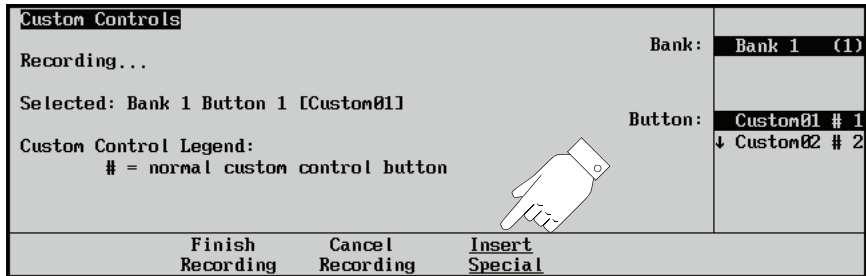 Custom Controls
Recording...
Selected: Bank 1 Button 1 [Custom01]
Custom Control Legend:
# = normal custom control button
Bank:
Bank 1 (1)
Button:
Custom01 # 1
↓ Custom02 # 2
Finish Recording
Cancel Recording
Insert Special